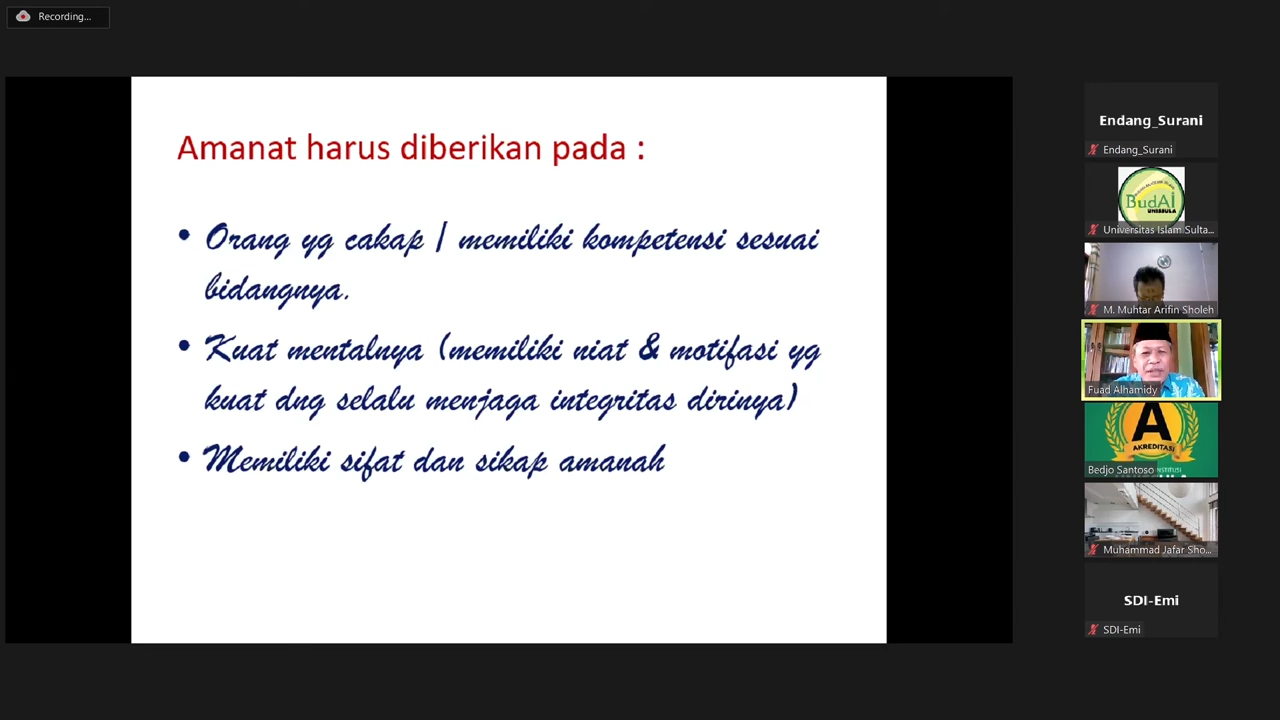 Recording...
Amanat harus diberikan pada :
• Orang yg cakap / memiliki kompetensi sesuai
bidangnya.
• Kuat mentalnya (memiliki niat & motifasi yg
kuat dng selalu menjaga integritas dirinya)
• Memiliki sifat dan sikap amanah
Endang_Surani
Endang_Surani
BudAI
UNISSULA
Universitas Islam Sulta...
M. Muhtar Arifin Sholeh
Fuad Alhamidy
A
AKREDITASI
INSTITUSI
Bedjo Santoso
Muhammad Jafar Sho...
SDI-Emi
SDI-Emi